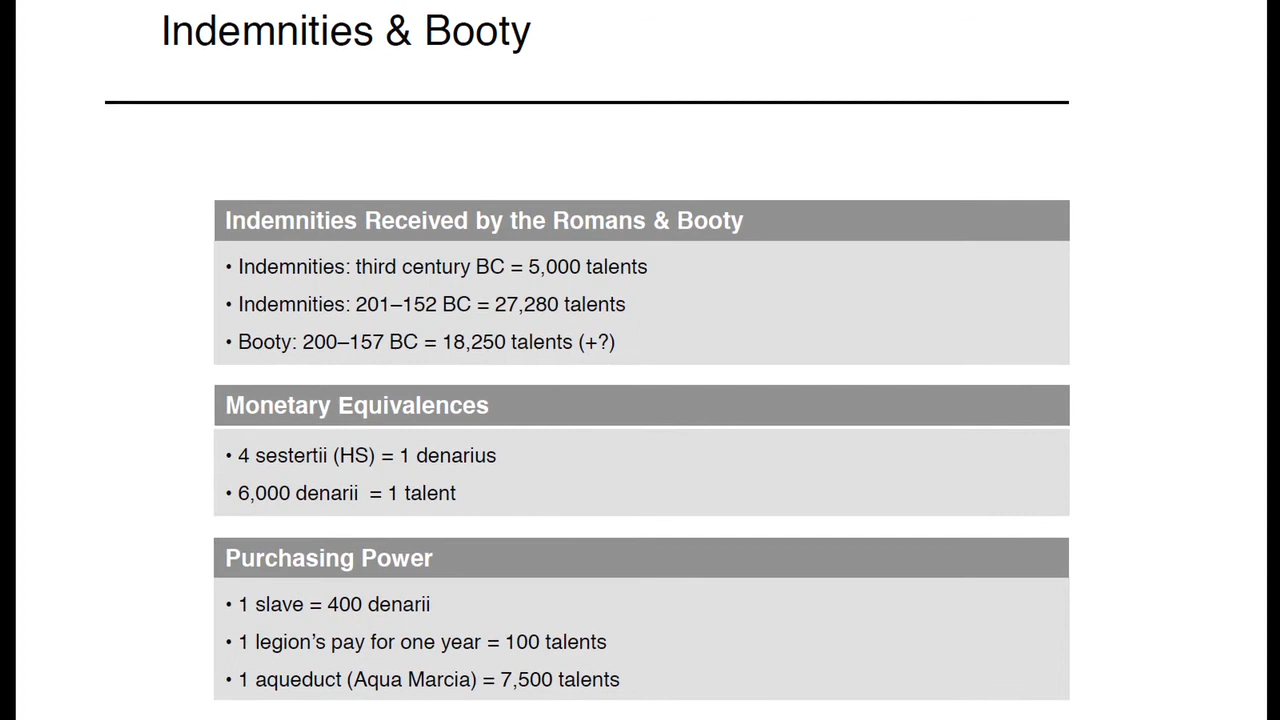 Indemnities & Booty
Indemnities Received by the Romans & Booty
• Indemnities: third century BC = 5,000 talents
• Indemnities: 201–152 BC = 27,280 talents
• Booty: 200–157 BC = 18,250 talents (+?)
Monetary Equivalences
• 4 sestertii (HS) = 1 denarius
• 6,000 denarii  = 1 talent
Purchasing Power
• 1 slave = 400 denarii
• 1 legion’s pay for one year = 100 talents
• 1 aqueduct (Aqua Marcia) = 7,500 talents